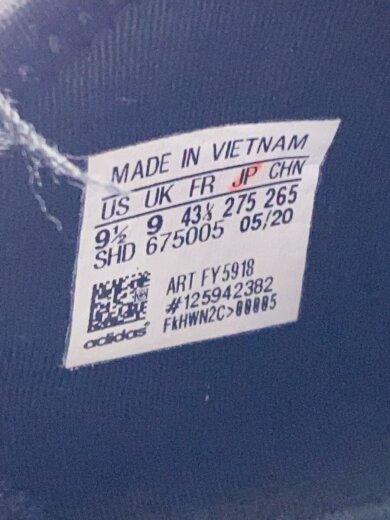 MADE IN VIETNAM
US UK FR JP CHN
9½ 9 43⅓ 275 265
SHD 675005 05/20
ART FY5918
#125942382
FkHWN2C>00005
adidas